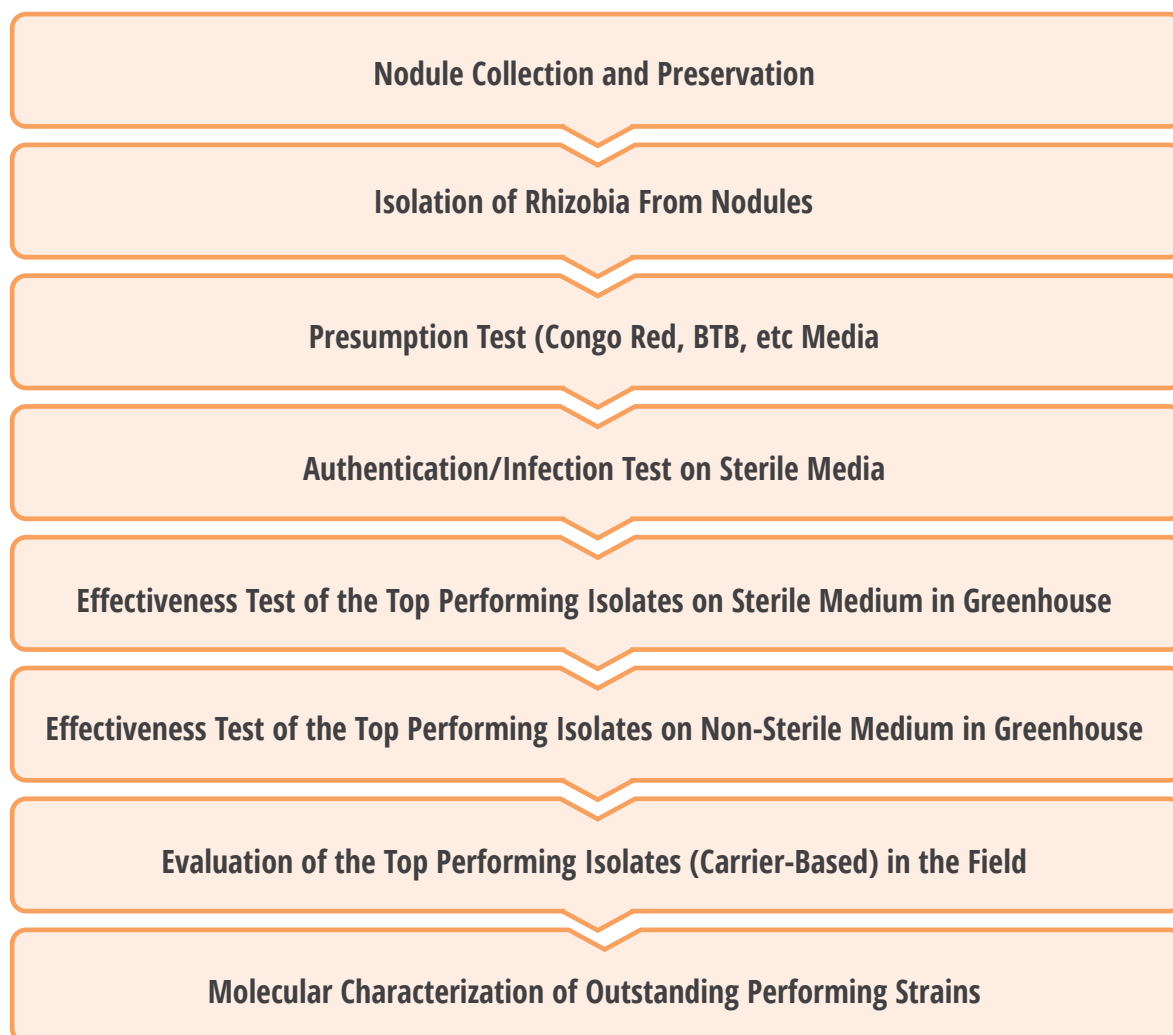 Nodule Collection and Preservation
Isolation of Rhizobia From Nodules
Presumption Test (Congo Red, BTB, etc Media
Authentication/Infection Test on Sterile Media
Effectiveness Test of the Top Performing Isolates on Sterile Medium in Greenhouse
Effectiveness Test of the Top Performing Isolates on Non-Sterile Medium in Greenhouse
Evaluation of the Top Performing Isolates (Carrier-Based) in the Field
Molecular Characterization of Outstanding Performing Strains